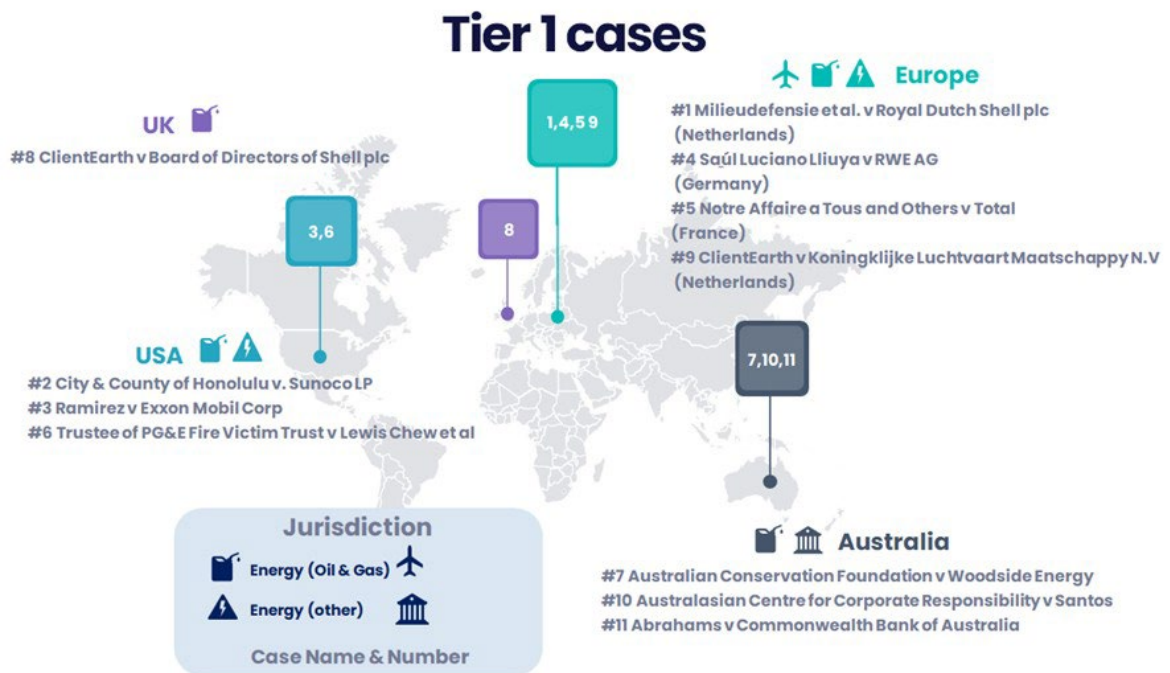 Tier 1 cases
UK
#8 ClientEarth v Board of Directors of Shell plc
3,6
8
1,4,5 9
Europe
#1 Milieudefensie et al. v Royal Dutch Shell plc
(Netherlands)
#4 Saúl Luciano Lliuya v RWE AG
(Germany)
#5 Notre Affaire a Tous and Others v Total
(France)
#9 ClientEarth v Koningklijke Luchtvaart Maatschappy N.V
(Netherlands)
USA
#2 City & County of Honolulu v. Sunoco LP
#3 Ramirez v Exxon Mobil Corp
#6 Trustee of PG&E Fire Victim Trust v Lewis Chew et al
7,10,11
Australia
#7 Australian Conservation Foundation v Woodside Energy
#10 Australasian Centre for Corporate Responsibility v Santos
#11 Abrahams v Commonwealth Bank of Australia
Jurisdiction
Energy (Oil & Gas)
Energy (other)
Case Name & Number